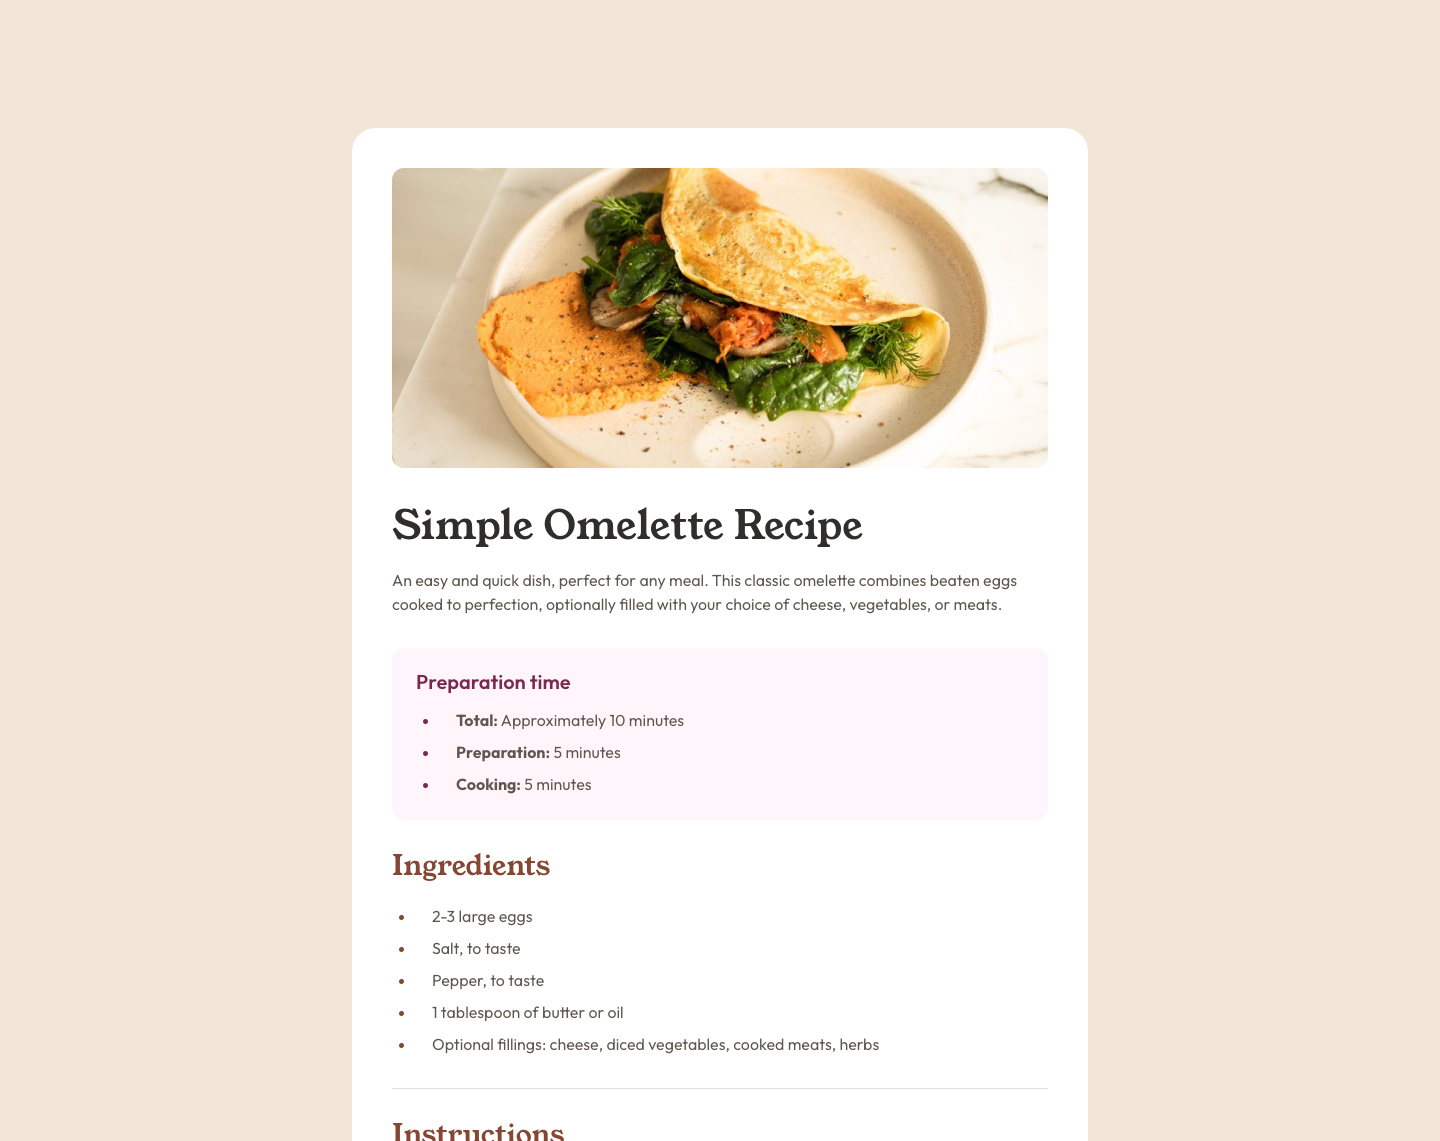 Simple Omelette Recipe
An easy and quick dish, perfect for any meal. This classic omelette combines beaten eggs
cooked to perfection, optionally filled with your choice of cheese, vegetables, or meats.
Preparation time
• Total: Approximately 10 minutes
• Preparation: 5 minutes
• Cooking: 5 minutes
Ingredients
• 2-3 large eggs
• Salt, to taste
• Pepper, to taste
• 1 tablespoon of butter or oil
• Optional fillings: cheese, diced vegetables, cooked meats, herbs
Instructions